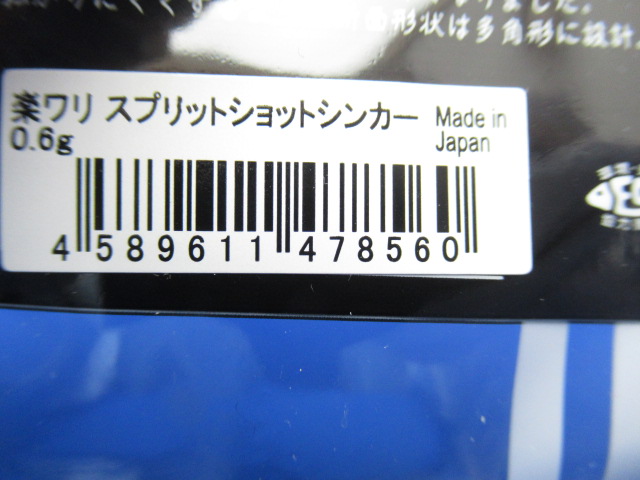 形状は多角形に設計
楽ワリ スプリットショットシンカー Made in
0.6g Japan
4 589611 478560